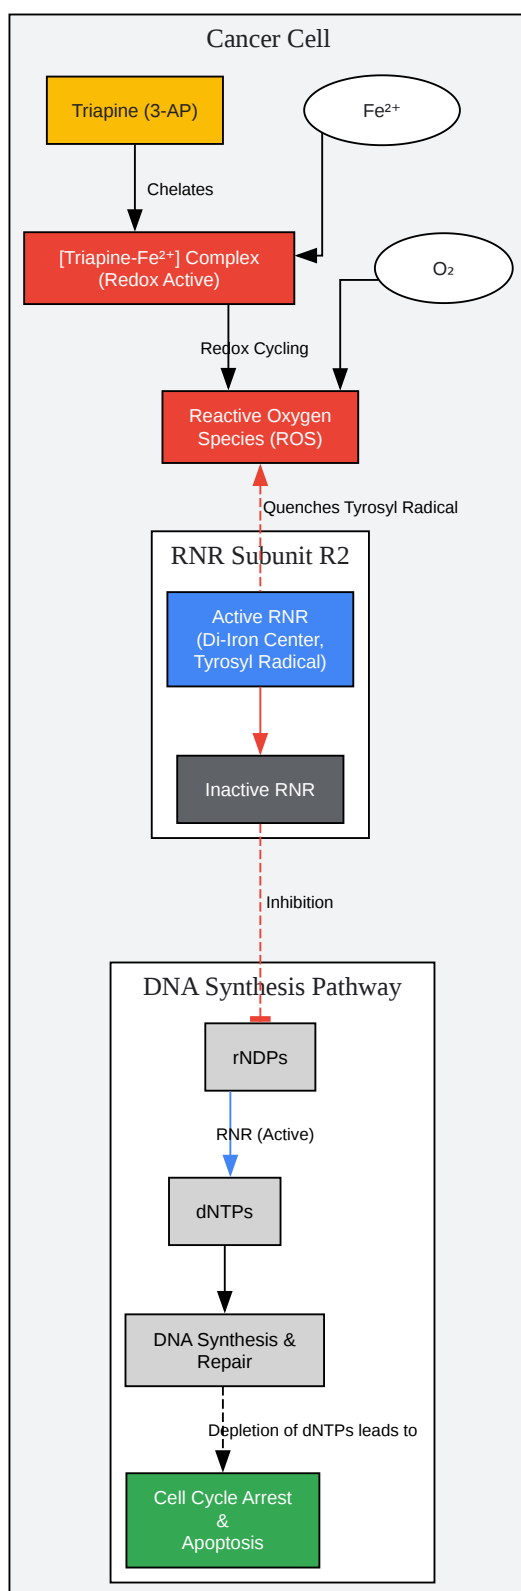 Cancer Cell
Triapine (3-AP)
Fe²⁺
Chelates
[Triapine-Fe²⁺] Complex
(Redox Active)
O₂
Redox Cycling
Reactive Oxygen
Species (ROS)
Quenches Tyrosyl Radical
RNR Subunit R2
Active RNR
(Di-Iron Center,
Tyrosyl Radical)
Inactive RNR
Inhibition
DNA Synthesis Pathway
rNDPs
RNR (Active)
dNTPs
DNA Synthesis &
Repair
Depletion of dNTPs leads to
Cell Cycle Arrest
&
Apoptosis